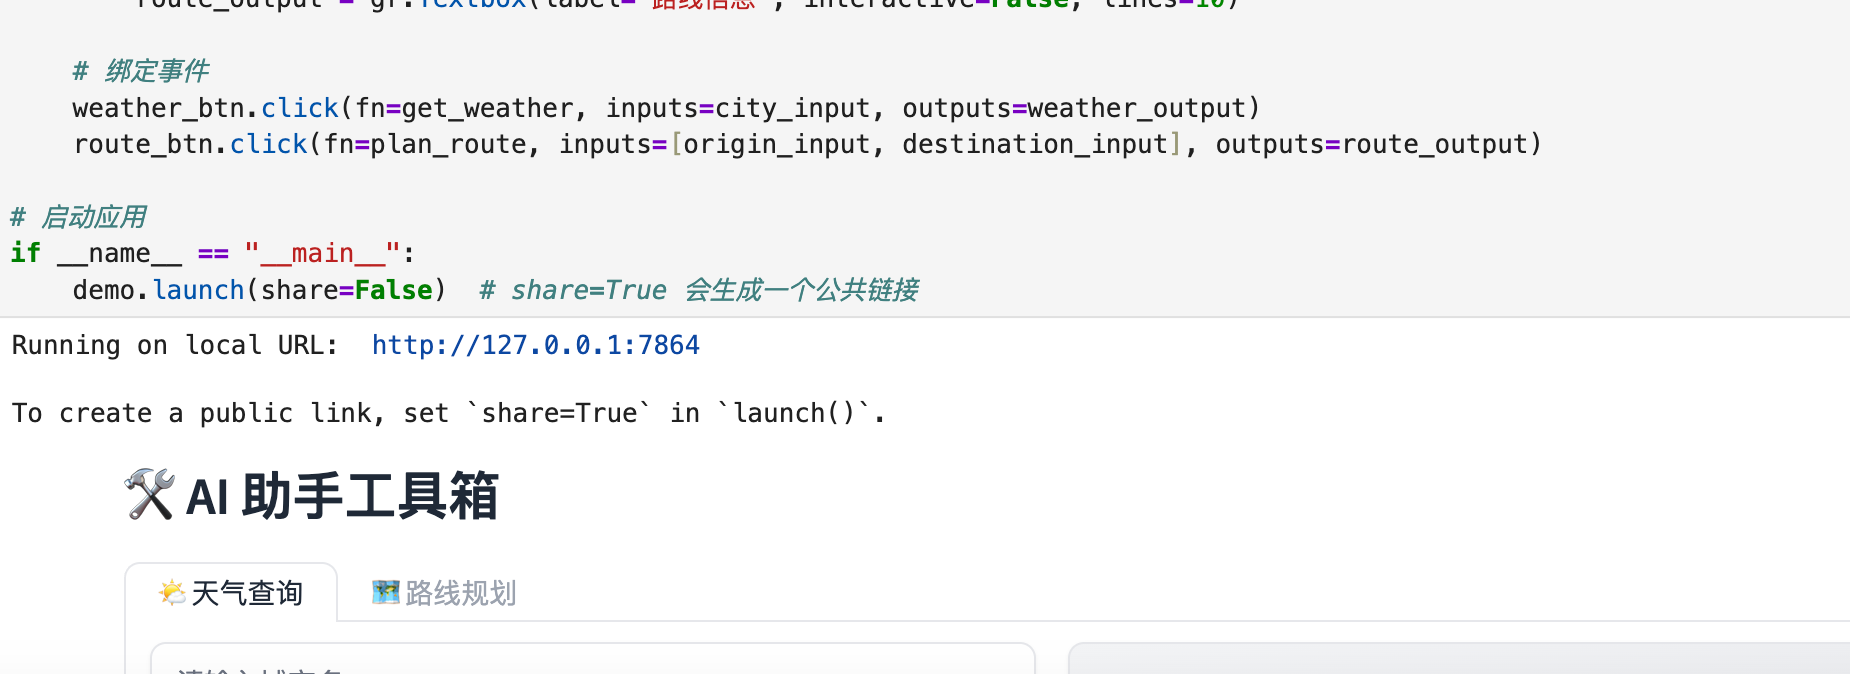 route_output = gr.Textbox(label="路线信息", interactive=False, lines=10)
# 绑定事件
weather_btn.click(fn=get_weather, inputs=city_input, outputs=weather_output)
route_btn.click(fn=plan_route, inputs=[origin_input, destination_input], outputs=route_output)
# 启动应用
if __name__ == "__main__":
demo.launch(share=False)  # share=True 会生成一个公共链接
Running on local URL:  http://127.0.0.1:7864
To create a public link, set `share=True` in `launch()`.
AI 助手工具箱
天气查询
路线规划